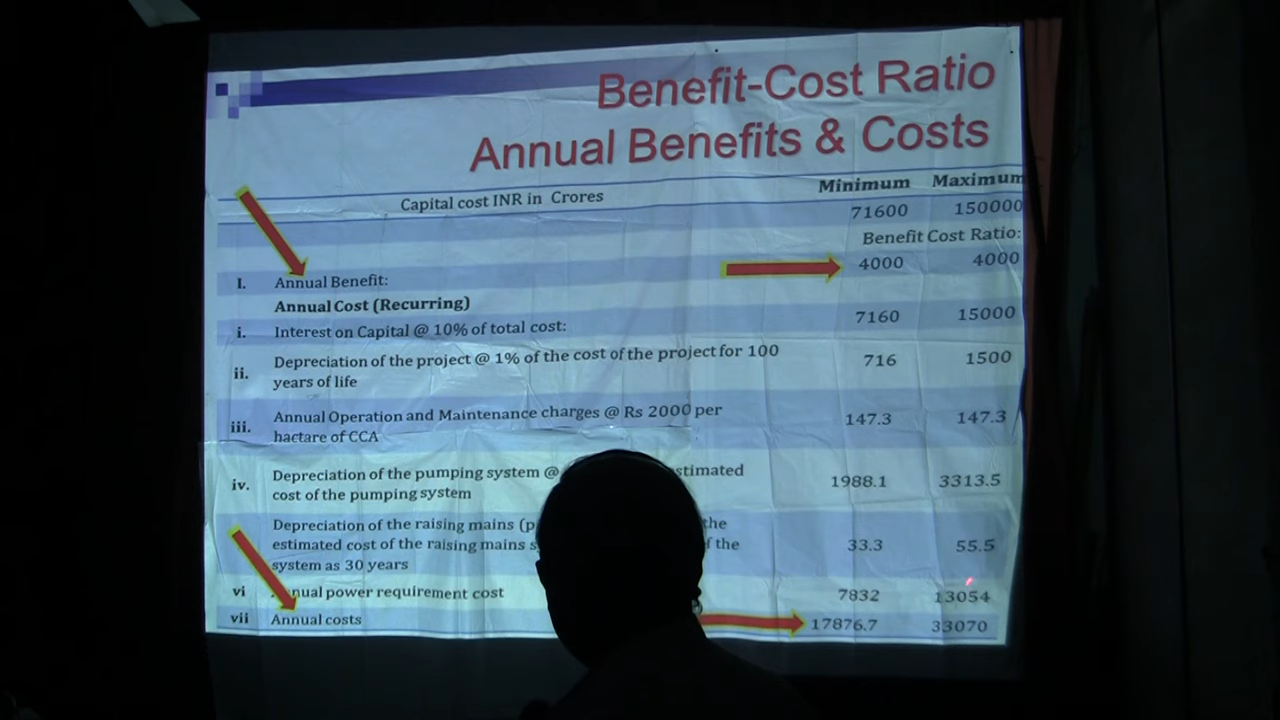 Benefit-Cost Ratio
Annual Benefits & Costs
Capital cost INR in Crores Minimum Maximum
71600 150000
Benefit Cost Ratio:
I. Annual Benefit: 4000 4000
Annual Cost (Recurring)
i. Interest on Capital @ 10% of total cost: 7160 15000
ii. Depreciation of the project @ 1% of the cost of the project for 100 716 1500
years of life
iii. Annual Operation and Maintenance charges @ Rs 2000 per 147.3 147.3
hactare of CCA
iv. Depreciation of the pumping system @ 1988.1 3313.5
cost of the pumping system
Depreciation of the raising mains the
estimated cost of the raising mains the 33.3 55.5
system as 30 years
vi power requirement cost 7832 13054
vii Annual costs 17876.7 33070